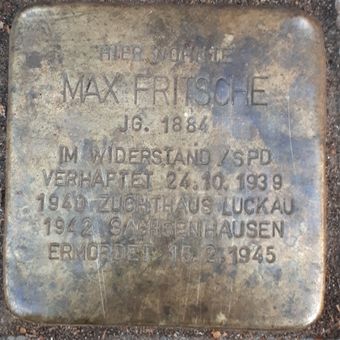 HIER WOHNTE
MAX FRITSCHE
JG. 1884
IM WIDERSTAND / SPD
VERHAFTET 24.10.1939
1940 ZUCHTHAUS LUCKAU
1942 SACHSENHAUSEN
ERMORDET 15.2.1945